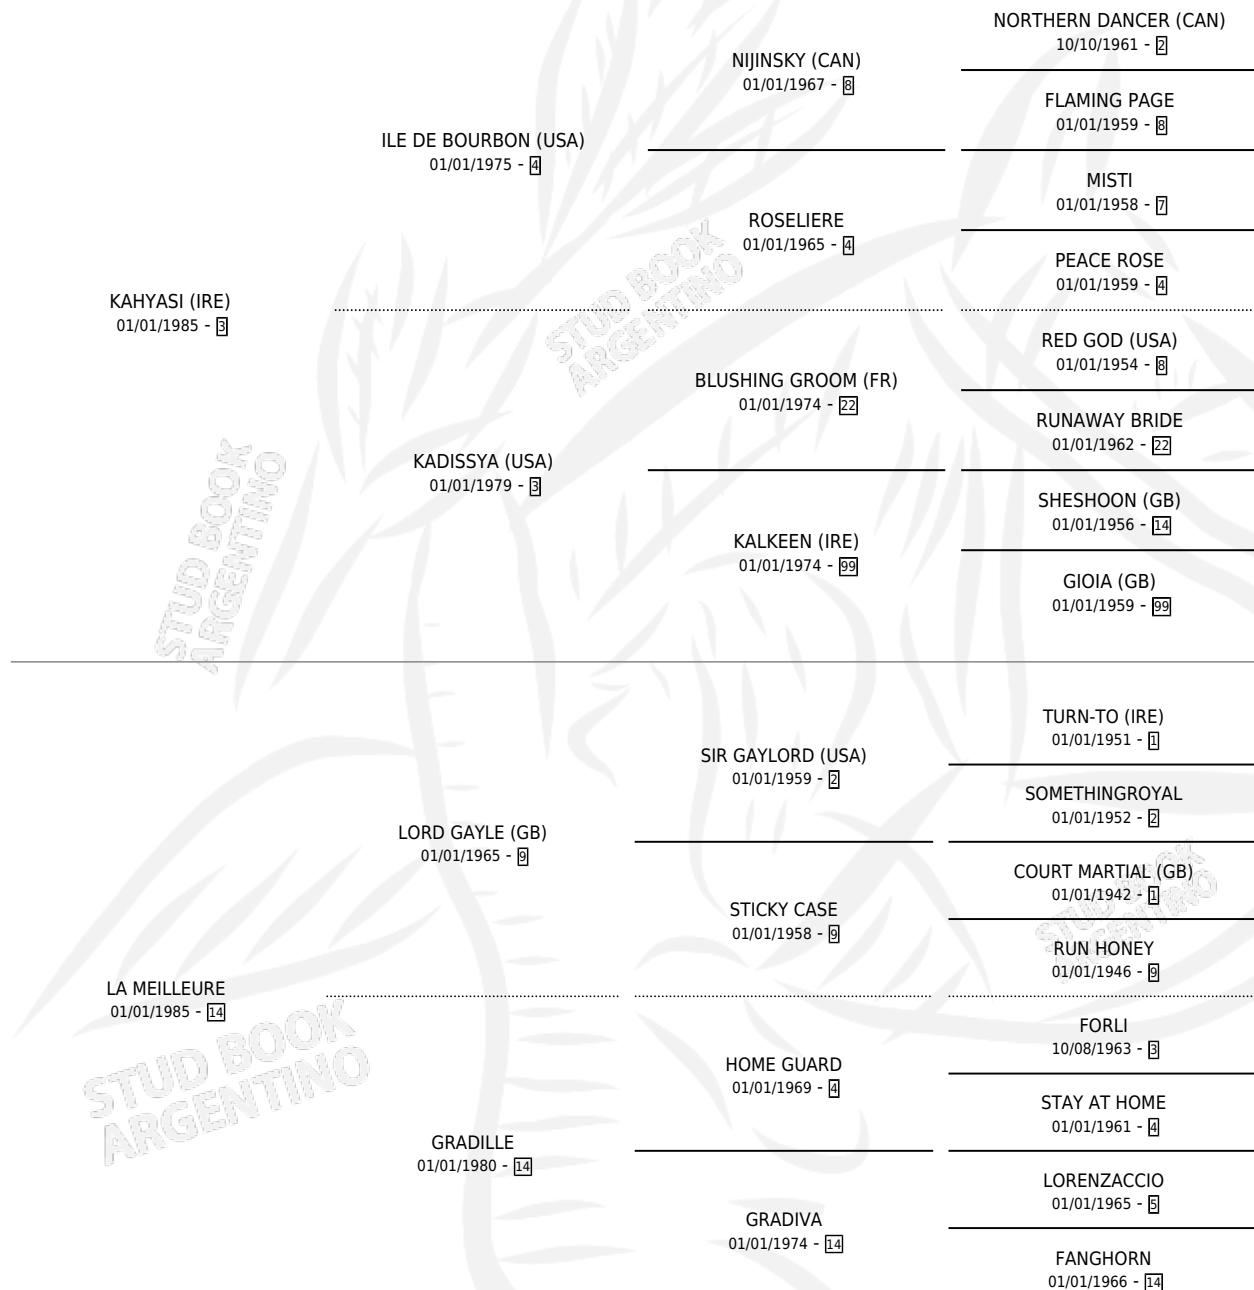 NORTHERN DANCER (CAN)
10/10/1961 - 2
NIJINSKY (CAN)
01/01/1967 - 8
FLAMING PAGE
01/01/1959 - 8
ILE DE BOURBON (USA)
01/01/1975 - 4
MISTI
01/01/1958 - 7
ROSELIERE
01/01/1965 - 4
PEACE ROSE
01/01/1959 - 4
KAHYASI (IRE)
01/01/1985 - 3
RED GOD (USA)
01/01/1954 - 8
BLUSHING GROOM (FR)
01/01/1974 - 22
RUNAWAY BRIDE
01/01/1962 - 22
KADISSYA (USA)
01/01/1979 - 3
SHESHOON (GB)
01/01/1956 - 14
KALKEEN (IRE)
01/01/1974 - 99
GIOIA (GB)
01/01/1959 - 99
TURN-TO (IRE)
01/01/1951 - 1
SIR GAYLORD (USA)
01/01/1959 - 2
SOMETHINGROYAL
01/01/1952 - 2
LORD GAYLE (GB)
01/01/1965 - 9
COURT MARTIAL (GB)
01/01/1942 - 1
STICKY CASE
01/01/1958 - 9
RUN HONEY
01/01/1946 - 9
LA MEILLEURE
01/01/1985 - 14
FORLI
10/08/1963 - 3
HOME GUARD
01/01/1969 - 4
STAY AT HOME
01/01/1961 - 4
GRADILLE
01/01/1980 - 14
LORENZACCIO
01/01/1965 - 5
GRADIVA
01/01/1974 - 14
FANGHORN
01/01/1966 - 14
STUD BOOK
ARGENTINO
STUD BOOK
ARGENTINO
STUD BOOK
ARGENTINO
STUD BOOK
ARGENTINO